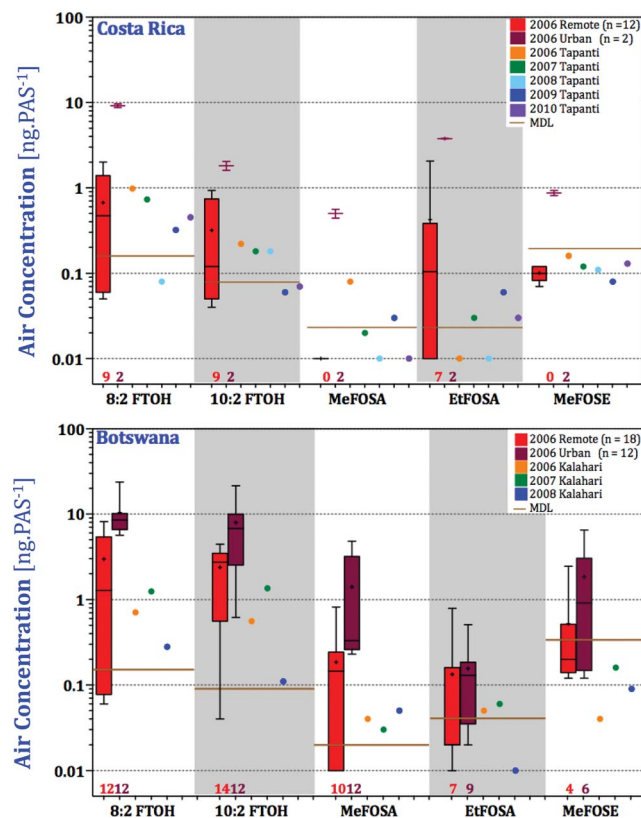 Costa Rica
2006 Remote (n =12)
2006 Urban (n = 2)
2006 Tapanti
2007 Tapanti
2008 Tapanti
2009 Tapanti
2010 Tapanti
MDL
Air Concentration [ng.PAS⁻¹]
100
10
1
0.1
0.01
9 2 9 2 0 2 7 2 0 2
8:2 FTOH 10:2 FTOH MeFOSA EtFOSA MeFOSE
Botswana
2006 Remote (n = 18)
2006 Urban (n = 12)
2006 Kalahari
2007 Kalahari
2008 Kalahari
MDL
Air Concentration [ng.PAS⁻¹]
100
10
1
0.1
0.01
12 12 14 12 10 12 7 9 4 6
8:2 FTOH 10:2 FTOH MeFOSA EtFOSA MeFOSE